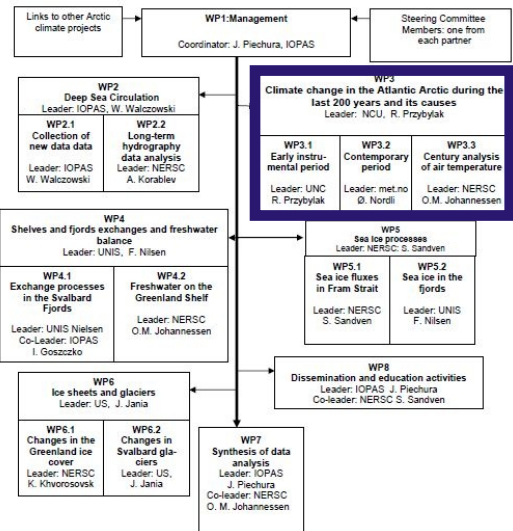 Links to other Arctic
climate projects
WP1:Management
Coordinator: J. Piechura, IOPAS
Steering Committee
Members: one from
each partner
WP2
Deep Sea Circulation
Leader: IOPAS, W. Walczowski
WP2.1
Collection of
new data data
Leader: IOPAS
W. Walczowski
WP2.2
Long-term
hydrography
data analysis
Leader: NERSC
A. Korablev
WP3
Climate change in the Atlantic Arctic during the
last 200 years and its causes
Leader: NCU, R. Przybylak
WP3.1
Early instru-
mental period
Leader: UNC
R. Przybylak
WP3.2
Contemporary
period
Leader: met.no
Ø. Nordli
WP3.3
Century analysis
of air temperature
Leader: NERSC
O.M. Johannessen
WP4
Shelves and fjords exchanges and freshwater
balance
Leader: UNIS, F. Nilsen
WP4.1
Exchange processes
in the Svalbard
Fjords
Leader: UNIS Nielsen
Co-Leader: IOPAS
I. Goszczko
WP4.2
Freshwater on the
Greenland Shelf
Leader: NERSC
O.M. Johannessen
WP5
Sea ice processes
Leader: NERSC: S. Sandven
WP5.1
Sea ice fluxes
in Fram Strait
Leader: NERSC
S. Sandven
WP5.2
Sea ice in the
fjords
Leader: UNIS
F. Nilsen
WP8
Dissemination and education activities
Leader: IOPAS J. Piechura
Co-leader: NERSC S. Sandven
WP6
Ice sheets and glaciers
Leader: US, J. Jania
WP6.1
Changes in the
Greenland ice
cover
Leader: NERSC
K. Khvorosovsk
WP6.2
Changes in
Svalbard gla-
ciers
Leader: US,
J. Jania
WP7
Synthesis of data
analysis
Leader: IOPAS
J. Piechura
Co-leader: NERSC
O. M. Johannessen